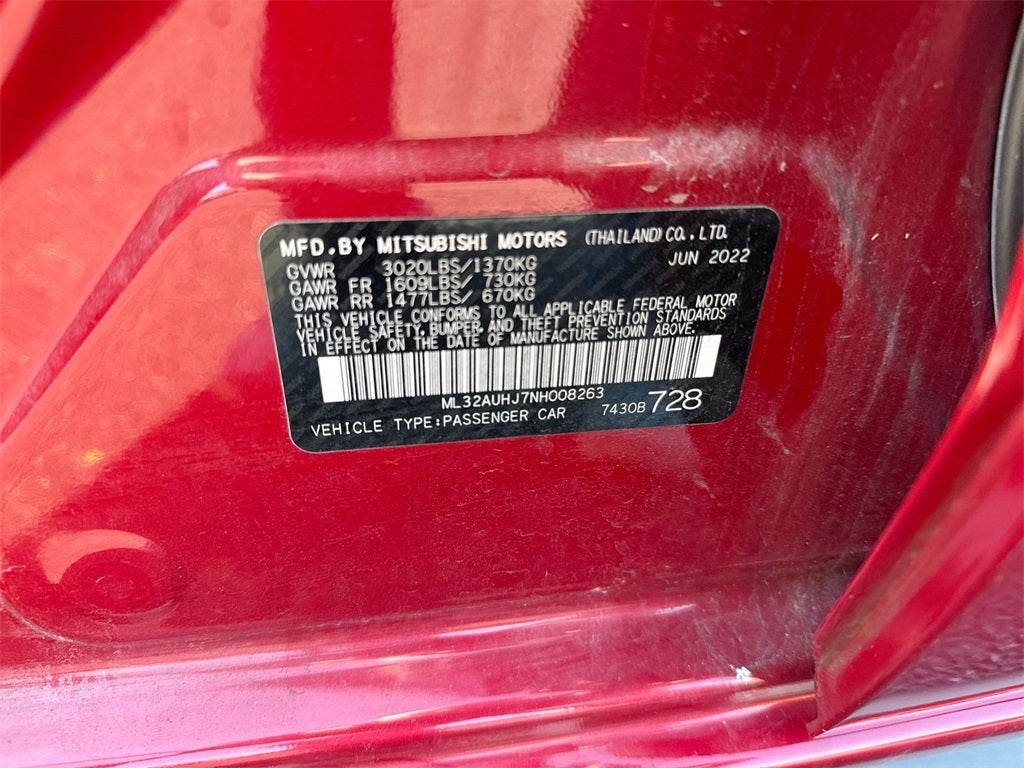 MFD.BY MITSUBISHI MOTORS (THAILAND) CO., LTD.
GVWR 3020LBS/1370KG JUN 2022
GAWR FR 1609LBS/ 730KG
GAWR RR 1477LBS/ 670KG
THIS VEHICLE CONFORMS TO ALL APPLICABLE FEDERAL MOTOR
VEHICLE SAFETY, BUMPER, AND THEFT PREVENTION STANDARDS
IN EFFECT ON THE DATE OF MANUFACTURE SHOWN ABOVE.
ML32AUHJ7NH008263
VEHICLE TYPE:PASSENGER CAR 7430B 728